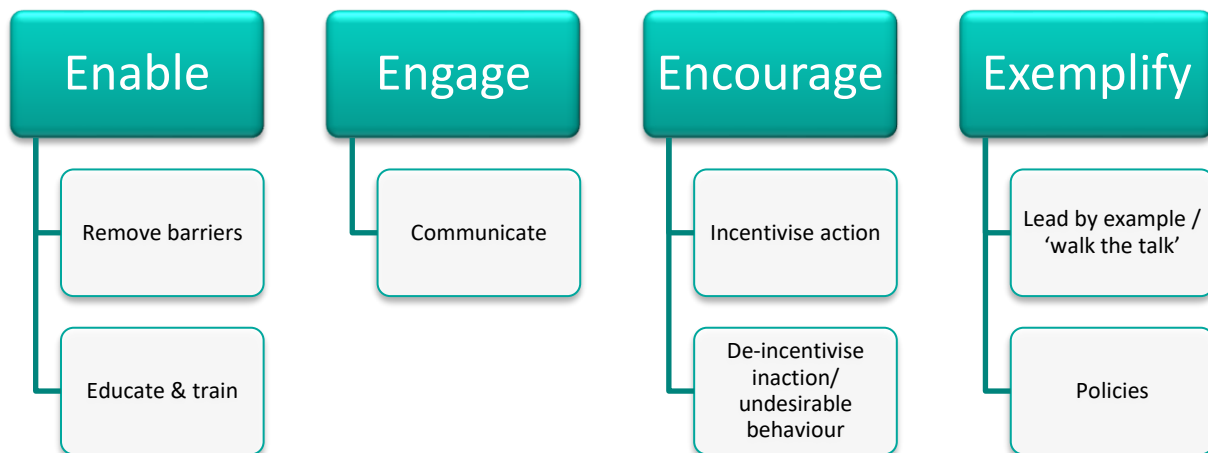 Enable
Remove barriers
Educate & train
Engage
Communicate
Encourage
Incentivise action
De-incentivise
inaction/
undesirable
behaviour
Exemplify
Lead by example /
‘walk the talk’
Policies